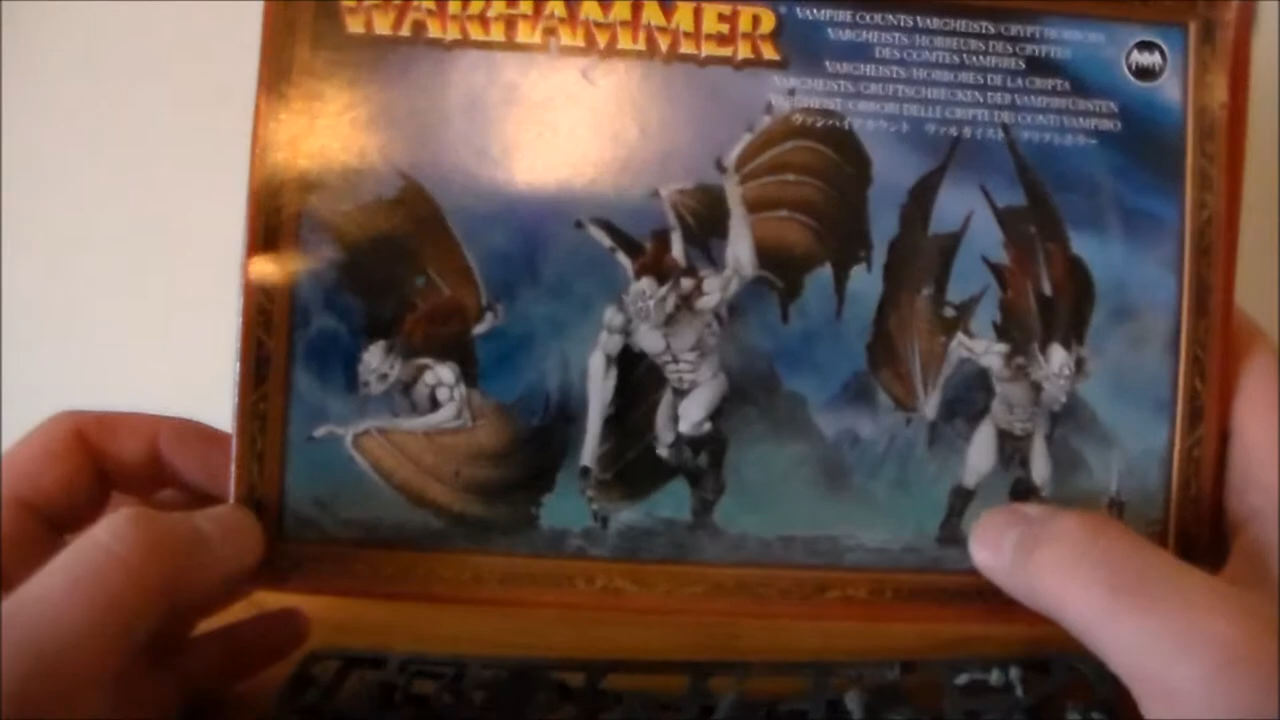 WARHAMMER
VAMPIRE COUNTS VARGHEISTS/CRYPT HORRORS
VARGHEISTS/HORREURS DES CRYPTES
DES COMTES VAMPIRES
VARGHEISTS/HORRORES DE LA CRIPTA
VARGHEISTS/GRUFTSCHRECKEN DER VAMPIRFÜRSTEN
VARGHEIST/ORRORI DELLE CRIPTE DEI CONTI VAMPIRO
ヴァンパイアカウント ヴァルガイスト/クリプトホラー